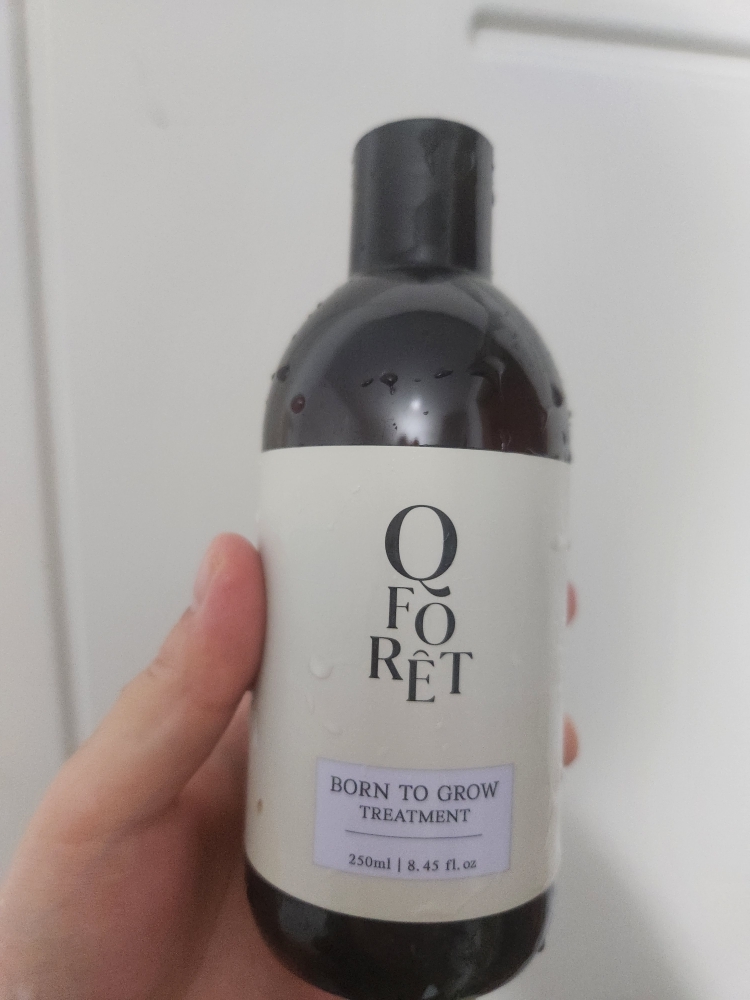 Q
FO
RÊT
BORN TO GROW
TREATMENT
250ml | 8.45 fl.oz